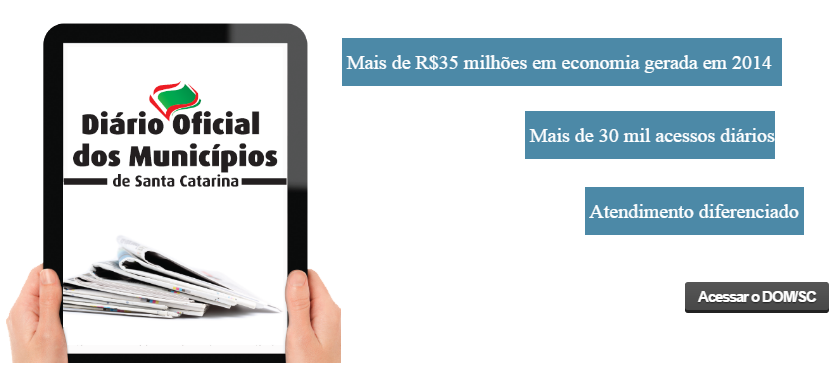 Diário Oficial
dos Municípios
de Santa Catarina
Mais de R$35 milhões em economia gerada em 2014
Mais de 30 mil acessos diários
Atendimento diferenciado
Acessar o DOM/SC